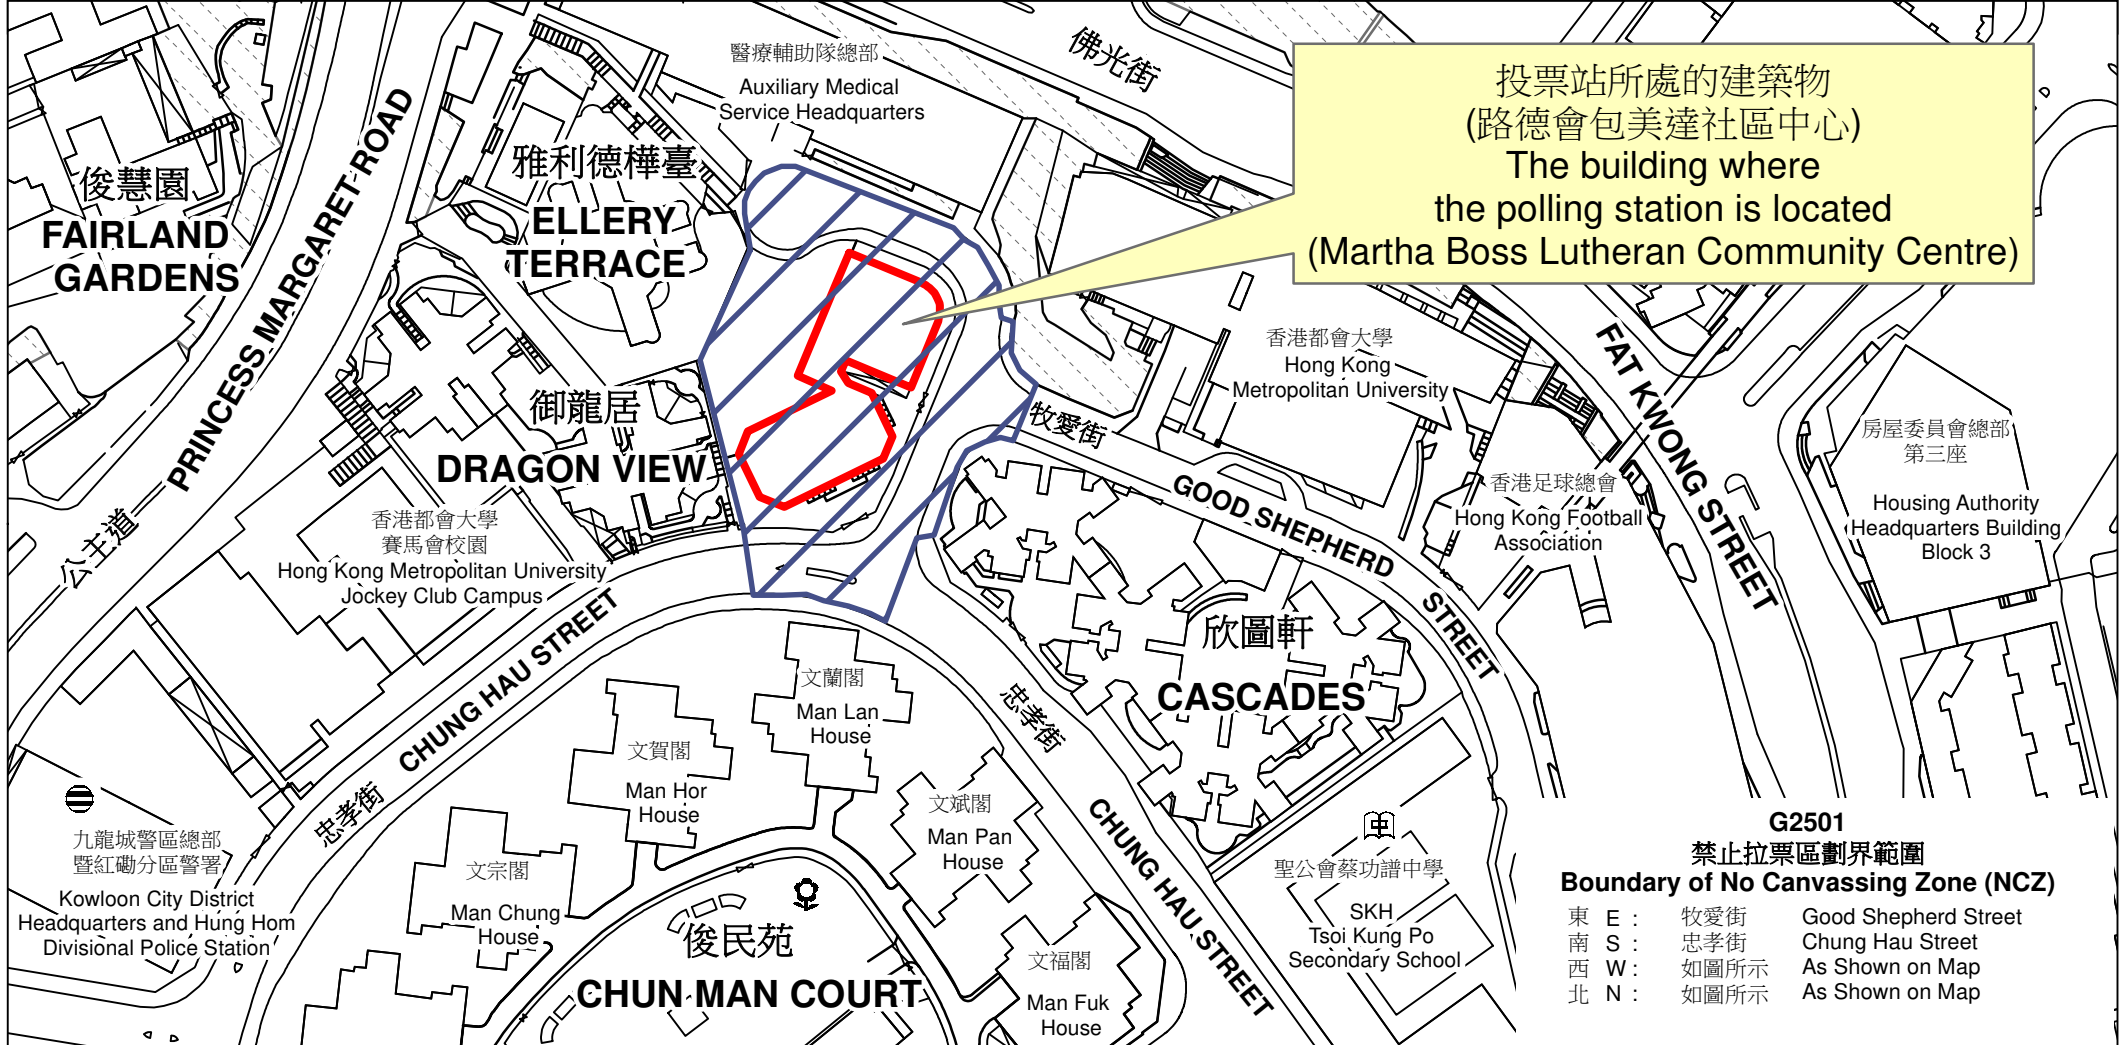 醫療輔助隊總部
Auxiliary Medical
Service Headquarters
佛光街
投票站所處的建築物
(路德會包美達社區中心)
The building where
the polling station is located
(Martha Boss Lutheran Community Centre)
俊慧園
FAIRLAND
GARDENS
PRINCESS MARGARET ROAD
公主道
雅利德樺臺
ELLERY
TERRACE
御龍居
DRAGON VIEW
香港都會大學
賽馬會校園
Hong Kong Metropolitan University
Jockey Club Campus
香港都會大學
Hong Kong
Metropolitan University
牧愛街
GOOD SHEPHERD
STREET
FAT KWONG STREET
香港足球總會
Hong Kong Football
Association
房屋委員會總部
第三座
Housing Authority
Headquarters Building
Block 3
欣圖軒
CASCADES
CHUNG HAU STREET
忠孝街
忠孝街
CHUNG HAU STREET
文蘭閣
Man Lan
House
文賀閣
Man Hor
House
文斌閣
Man Pan
House
文宗閣
Man Chung
House
文福閣
Man Fuk
House
俊民苑
CHUN MAN COURT
九龍城警區總部
暨紅磡分區警署
Kowloon City District
Headquarters and Hung Hom
Divisional Police Station
聖公會蔡功譜中學
SKH
Tsoi Kung Po
Secondary School
G2501
禁止拉票區劃界範圍
Boundary of No Canvassing Zone (NCZ)
東 E : 牧愛街 Good Shepherd Street
南 S : 忠孝街 Chung Hau Street
西 W : 如圖所示 As Shown on Map
北 N : 如圖所示 As Shown on Map